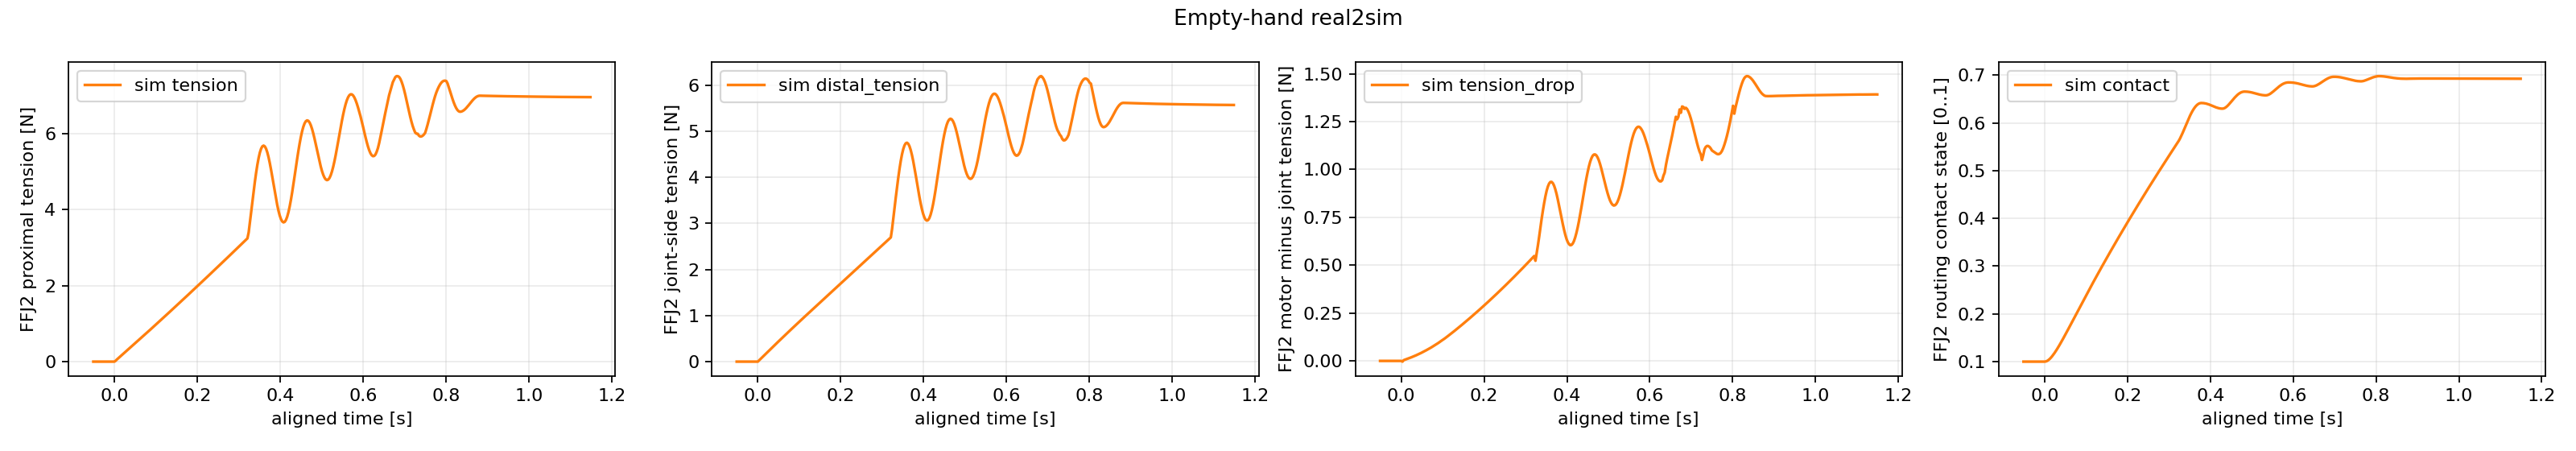 Empty-hand real2sim
FFJ2 proximal tension [N]
sim tension
6
4
2
0
0.0 0.2 0.4 0.6 0.8 1.0 1.2
aligned time [s]
FFJ2 joint-side tension [N]
sim distal_tension
6
5
4
3
2
1
0
0.0 0.2 0.4 0.6 0.8 1.0 1.2
aligned time [s]
FFJ2 motor minus joint tension [N]
sim tension_drop
1.50
1.25
1.00
0.75
0.50
0.25
0.00
0.0 0.2 0.4 0.6 0.8 1.0 1.2
aligned time [s]
FFJ2 routing contact state [0..1]
sim contact
0.7
0.6
0.5
0.4
0.3
0.2
0.1
0.0 0.2 0.4 0.6 0.8 1.0 1.2
aligned time [s]